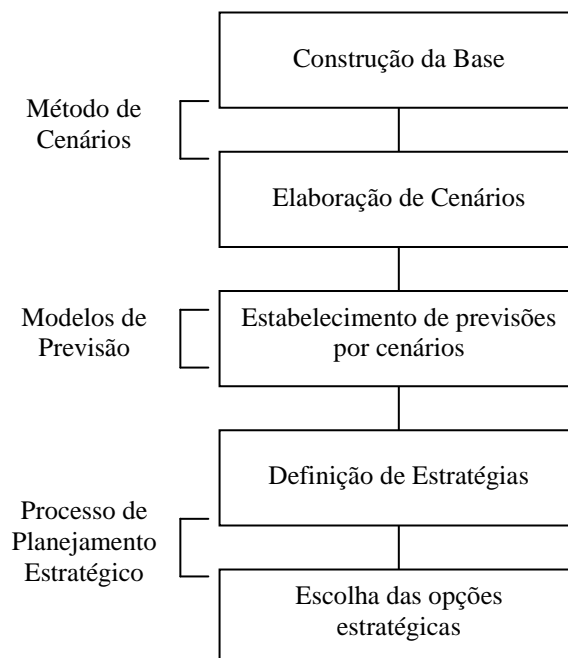 Construção da Base
Método de
Cenários
Elaboração de Cenários
Modelos de
Previsão
Estabelecimento de previsões
por cenários
Definição de Estratégias
Processo de
Planejamento
Estratégico
Escolha das opções
estratégicas